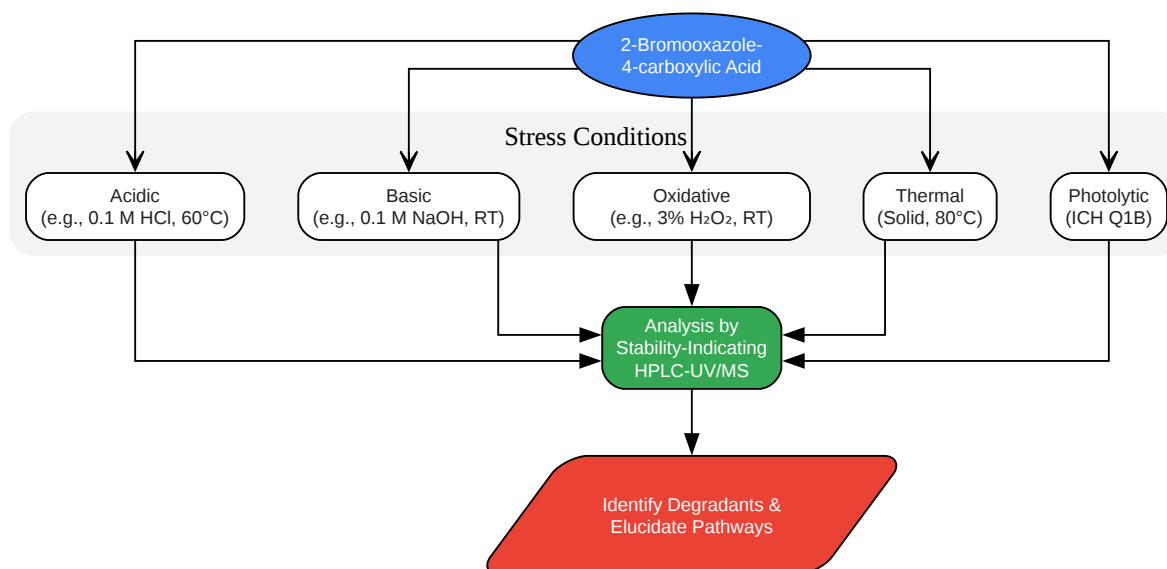 2-Bromooxazole-
4-carboxylic Acid
Stress Conditions
Acidic
(e.g., 0.1 M HCl, 60°C)
Basic
(e.g., 0.1 M NaOH, RT)
Oxidative
(e.g., 3% H₂O₂, RT)
Thermal
(Solid, 80°C)
Photolytic
(ICH Q1B)
Analysis by
Stability-Indicating
HPLC-UV/MS
Identify Degradants &
Elucidate Pathways